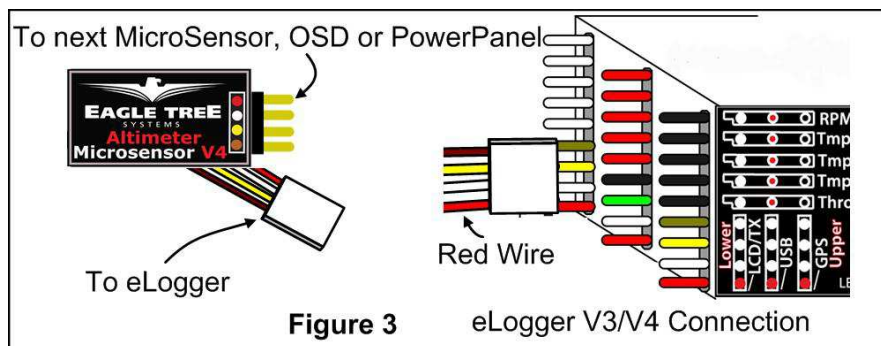 To next MicroSensor, OSD or PowerPanel
EAGLE TREE
SYSTEMS
Altimeter
Microsensor V4
To eLogger
Red Wire
RPM
Tmp
Tmp
Tmp
Thro
Lower
/LCD/TX
/USB
/GPS
Upper
LE
Figure 3
eLogger V3/V4 Connection